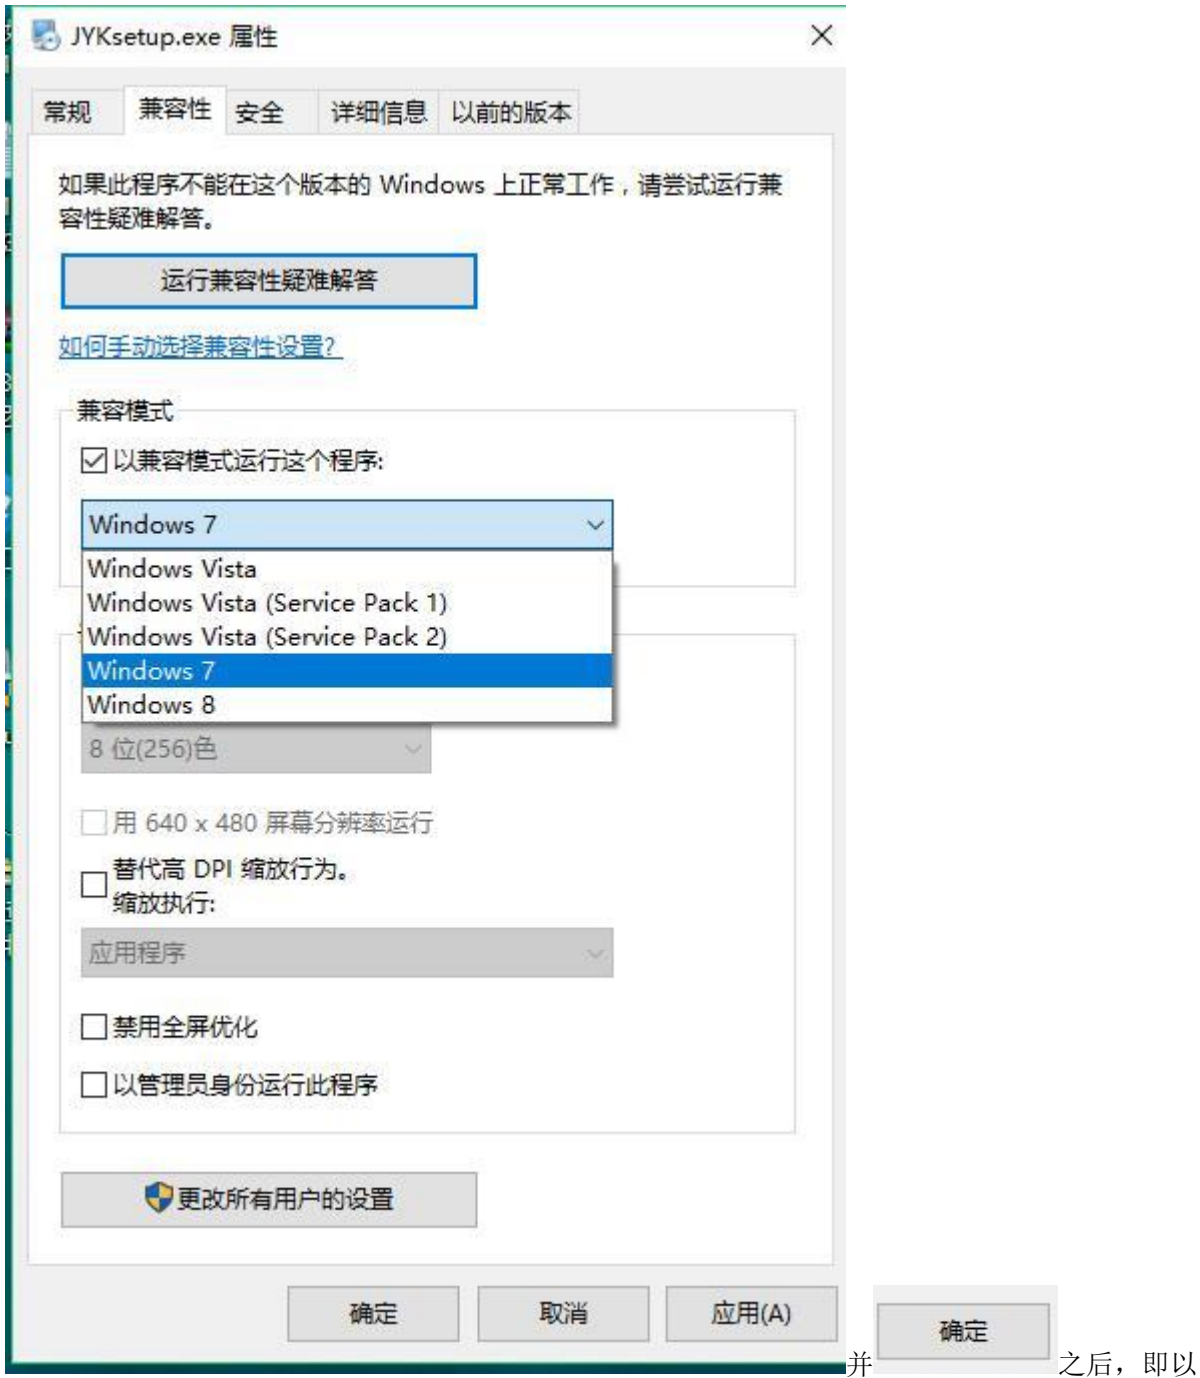 JYKsetup.exe 属性
常规 兼容性 安全 详细信息 以前的版本
如果此程序不能在这个版本的 Windows 上正常工作，请尝试运行兼
容性疑难解答。
运行兼容性疑难解答
如何手动选择兼容性设置？
兼容模式
以兼容模式运行这个程序:
Windows 7
Windows Vista
Windows Vista (Service Pack 1)
Windows Vista (Service Pack 2)
Windows 7
Windows 8
8 位(256)色
用 640 x 480 屏幕分辨率运行
替代高 DPI 缩放行为。
缩放执行:
应用程序
禁用全屏优化
以管理员身份运行此程序
更改所有用户的设置
确定 取消 应用(A)
并 确定 之后，即以